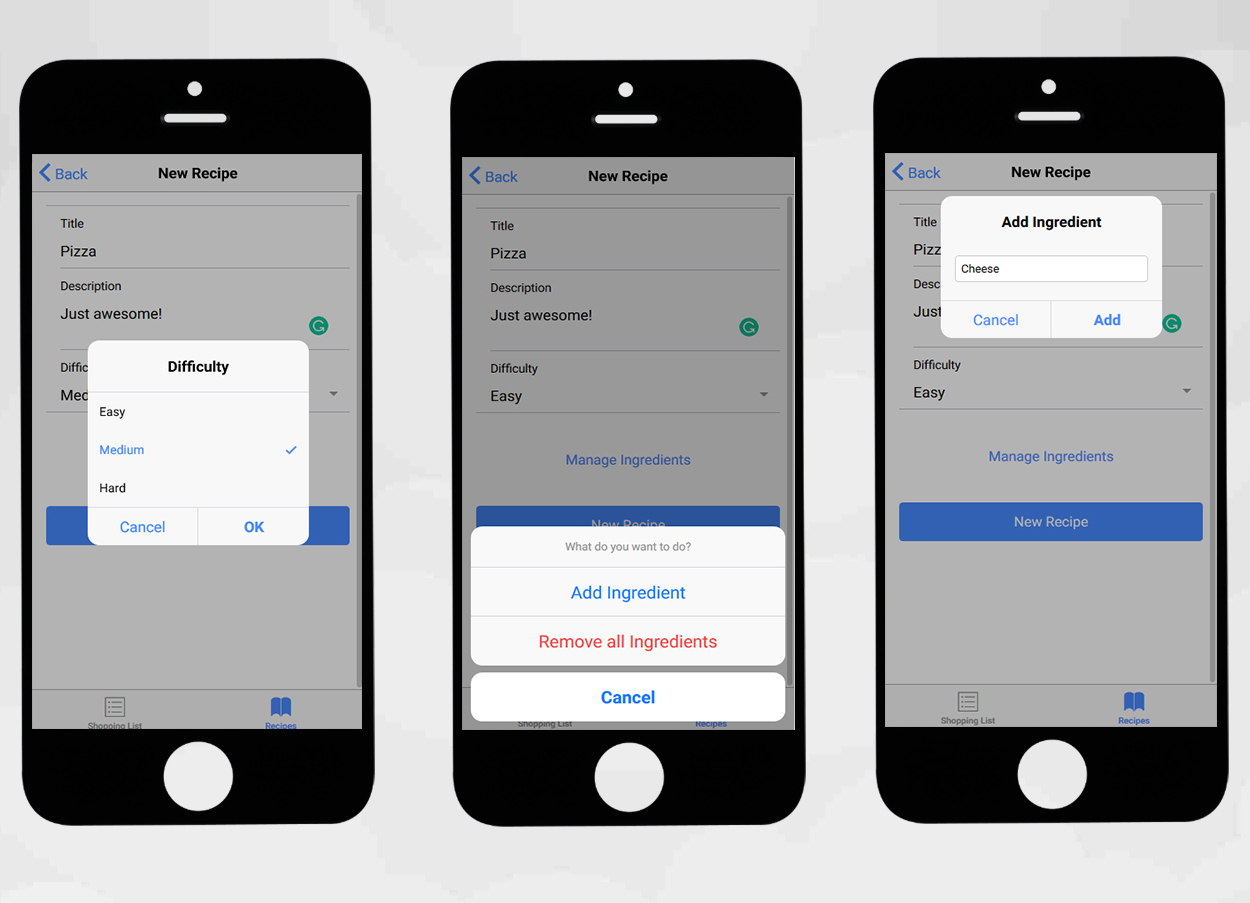 Back
New Recipe
Title
Pizza
Description
Just awesome!
Diffic
Med
Difficulty
Easy
Medium
Hard
Cancel
OK
Shopping List
Recipes
Back
New Recipe
Title
Pizza
Description
Just awesome!
Difficulty
Easy
Manage Ingredients
New Recipe
What do you want to do?
Add Ingredient
Remove all Ingredients
Cancel
Shopping List
Recipes
Back
New Recipe
Title
Pizz
Desc
Just
Add Ingredient
Cheese
Cancel
Add
Difficulty
Easy
Manage Ingredients
New Recipe
Shopping List
Recipes